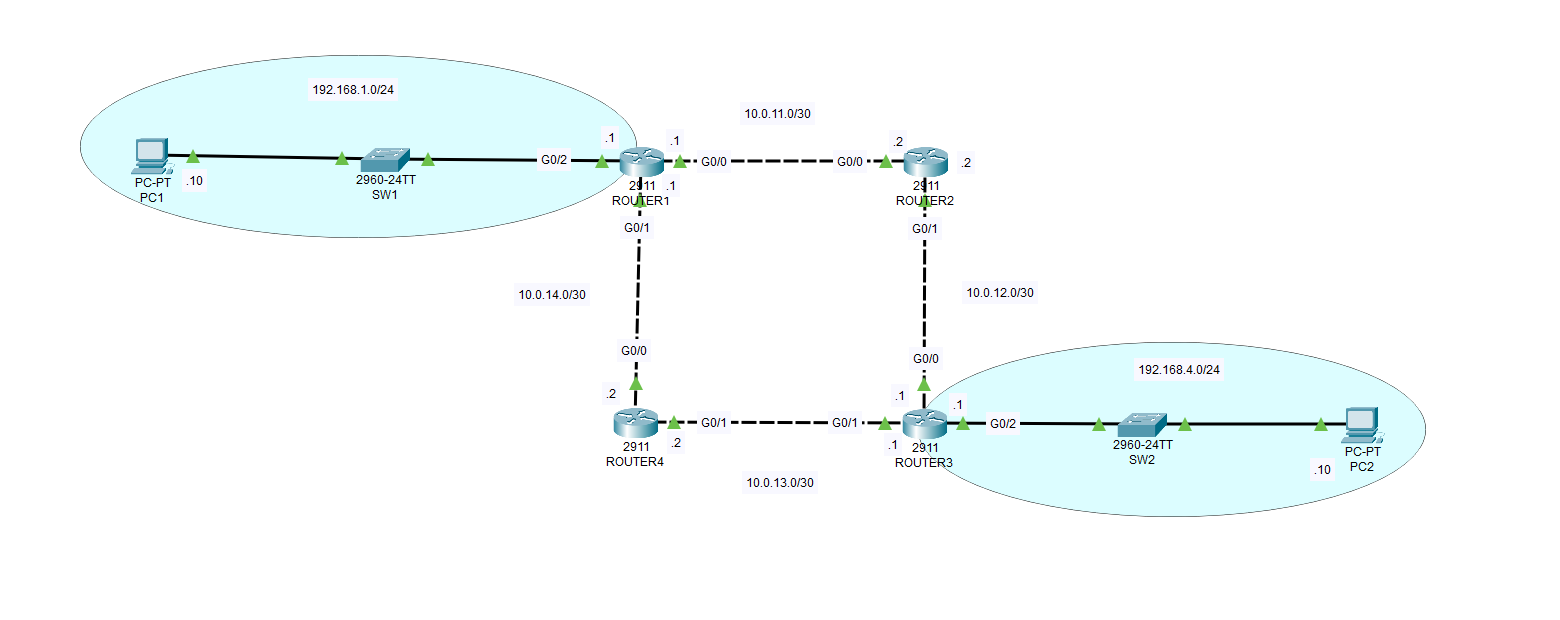 192.168.1.0/24
10.0.11.0/30
.1
.1
.2
G0/2
G0/0
G0/0
.2
.10
PC-PT
PC1
2960-24TT
SW1
2911
.1
ROUTER1
2911
ROUTER2
G0/1
G0/1
10.0.14.0/30
10.0.12.0/30
G0/0
G0/0
192.168.4.0/24
.2
.1
.1
G0/1
G0/1
G0/2
2911
ROUTER4
.2
.1
2911
ROUTER3
2960-24TT
SW2
PC-PT
PC2
.10
10.0.13.0/30